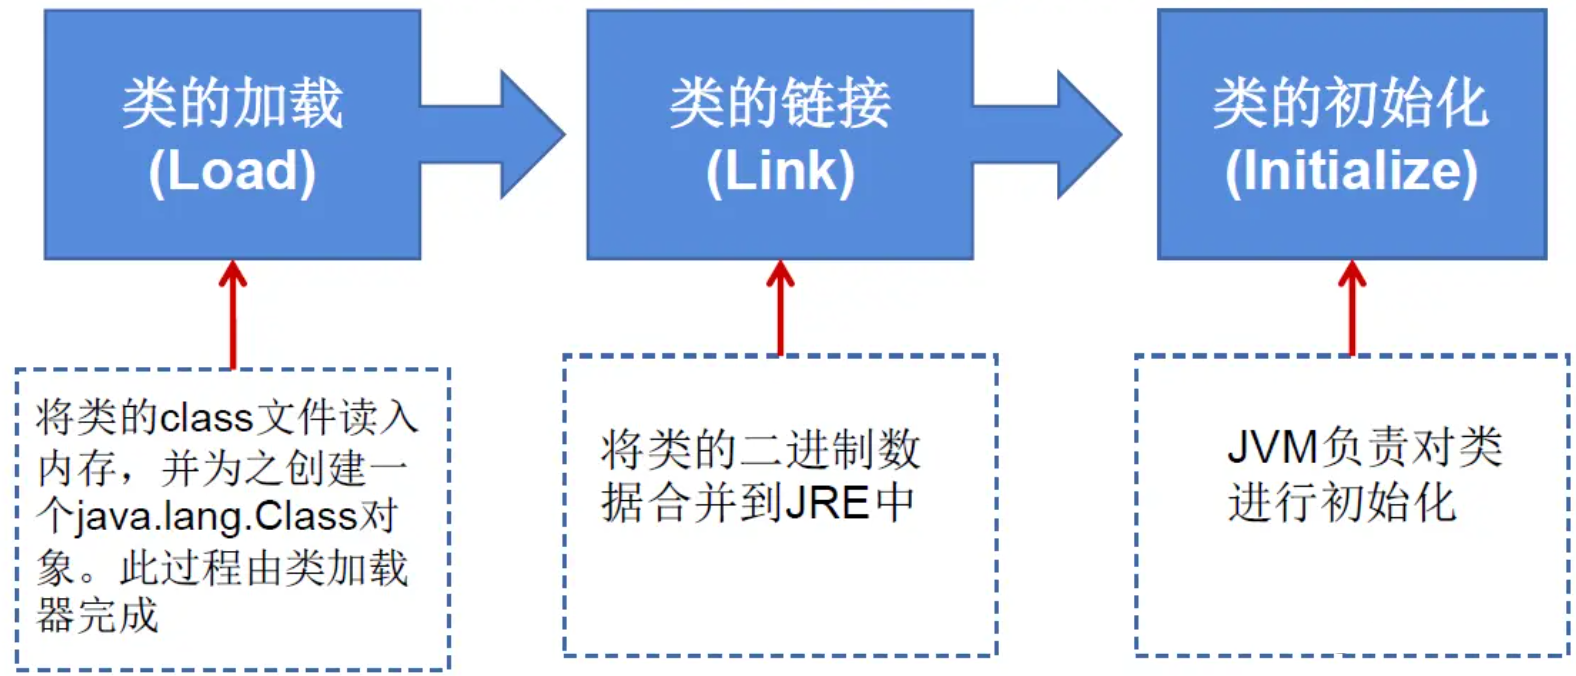 类的加载
(Load)
类的链接
(Link)
类的初始化
(Initialize)
将类的class文件读入
内存，并为之创建一
个java.lang.Class对
象。此过程由类加载
器完成
将类的二进制数
据合并到JRE中
JVM负责对类
进行初始化